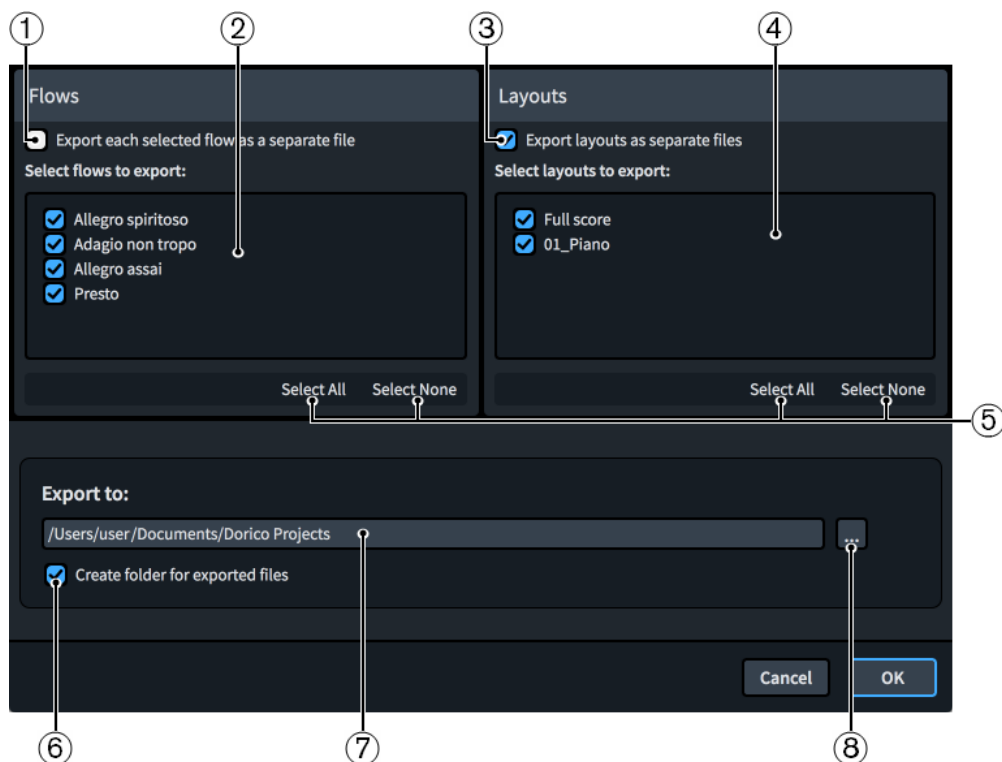 ① ② ③ ④
Flows
Export each selected flow as a separate file
Select flows to export:
Allegro spiritoso
Adagio non tropo
Allegro assai
Presto
Select All Select None
Layouts
Export layouts as separate files
Select layouts to export:
Full score
01_Piano
Select All Select None
⑤
Export to:
/Users/user/Documents/Dorico Projects
...
Create folder for exported files
Cancel OK
⑥ ⑦ ⑧